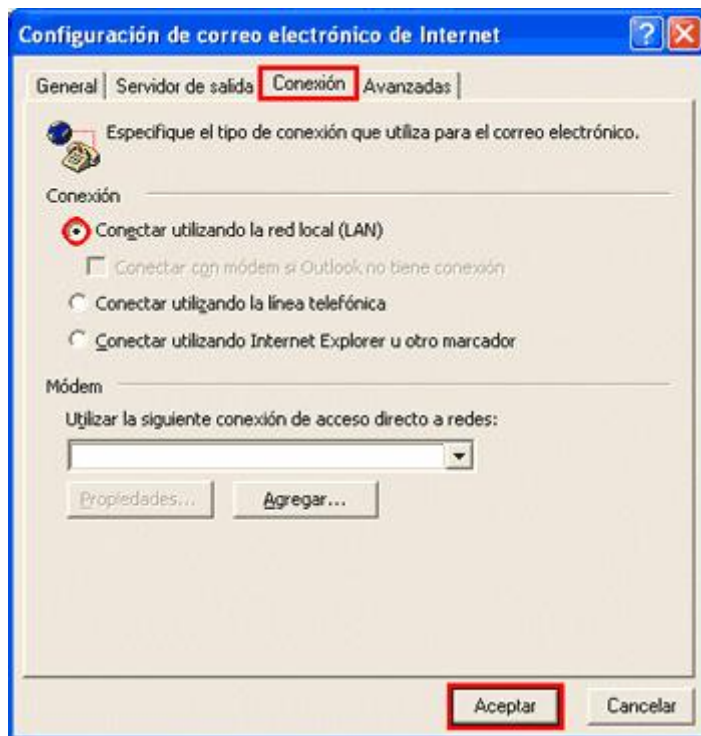 Configuración de correo electrónico de Internet
General Servidor de salida Conexión Avanzadas
Especifique el tipo de conexión que utiliza para el correo electrónico.
Conexión
Conectar utilizando la red local (LAN)
Conectar con módem si Outlook no tiene conexión
Conectar utilizando la línea telefónica
Conectar utilizando Internet Explorer u otro marcador
Módem
Utilizar la siguiente conexión de acceso directo a redes:
Propiedades... Agregar...
Aceptar Cancelar